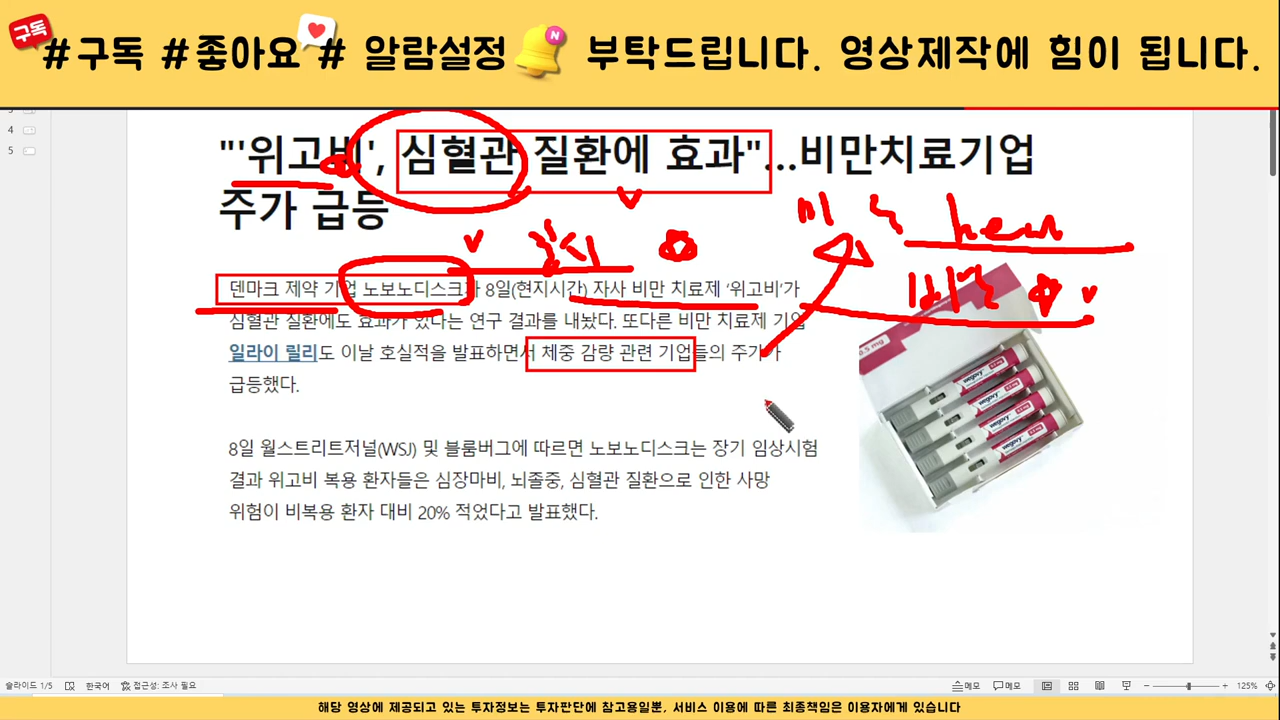 구독
#구독 #좋아요 # 알람설정 N 부탁드립니다. 영상제작에 힘이 됩니다.
4
5
"'위고비', 심혈관 질환에 효과"...비만치료기업
주가 급등
덴마크 제약 기업 노보노디스크가 8일(현지시간) 자사 비만 치료제 '위고비'가
심혈관 질환에도 효과가 있다는 연구 결과를 내놨다. 또다른 비만 치료제 기업
일라이 릴리도 이날 호실적을 발표하면서 체중 감량 관련 기업들의 주가가
급등했다.
8일 월스트리트저널(WSJ) 및 블룸버그에 따르면 노보노디스크는 장기 임상시험
결과 위고비 복용 환자들은 심장마비, 뇌졸중, 심혈관 질환으로 인한 사망
위험이 비복용 환자 대비 20% 적었다고 발표했다.
0.5 mg
wegovy
wegovy
wegovy
wegovy
슬라이드 1/5 한국어 접근성: 조사 필요 메모 메모 125%
해당 영상에 제공되고 있는 투자정보는 투자판단에 참고용일뿐, 서비스 이용에 따른 최종책임은 이용자에게 있습니다